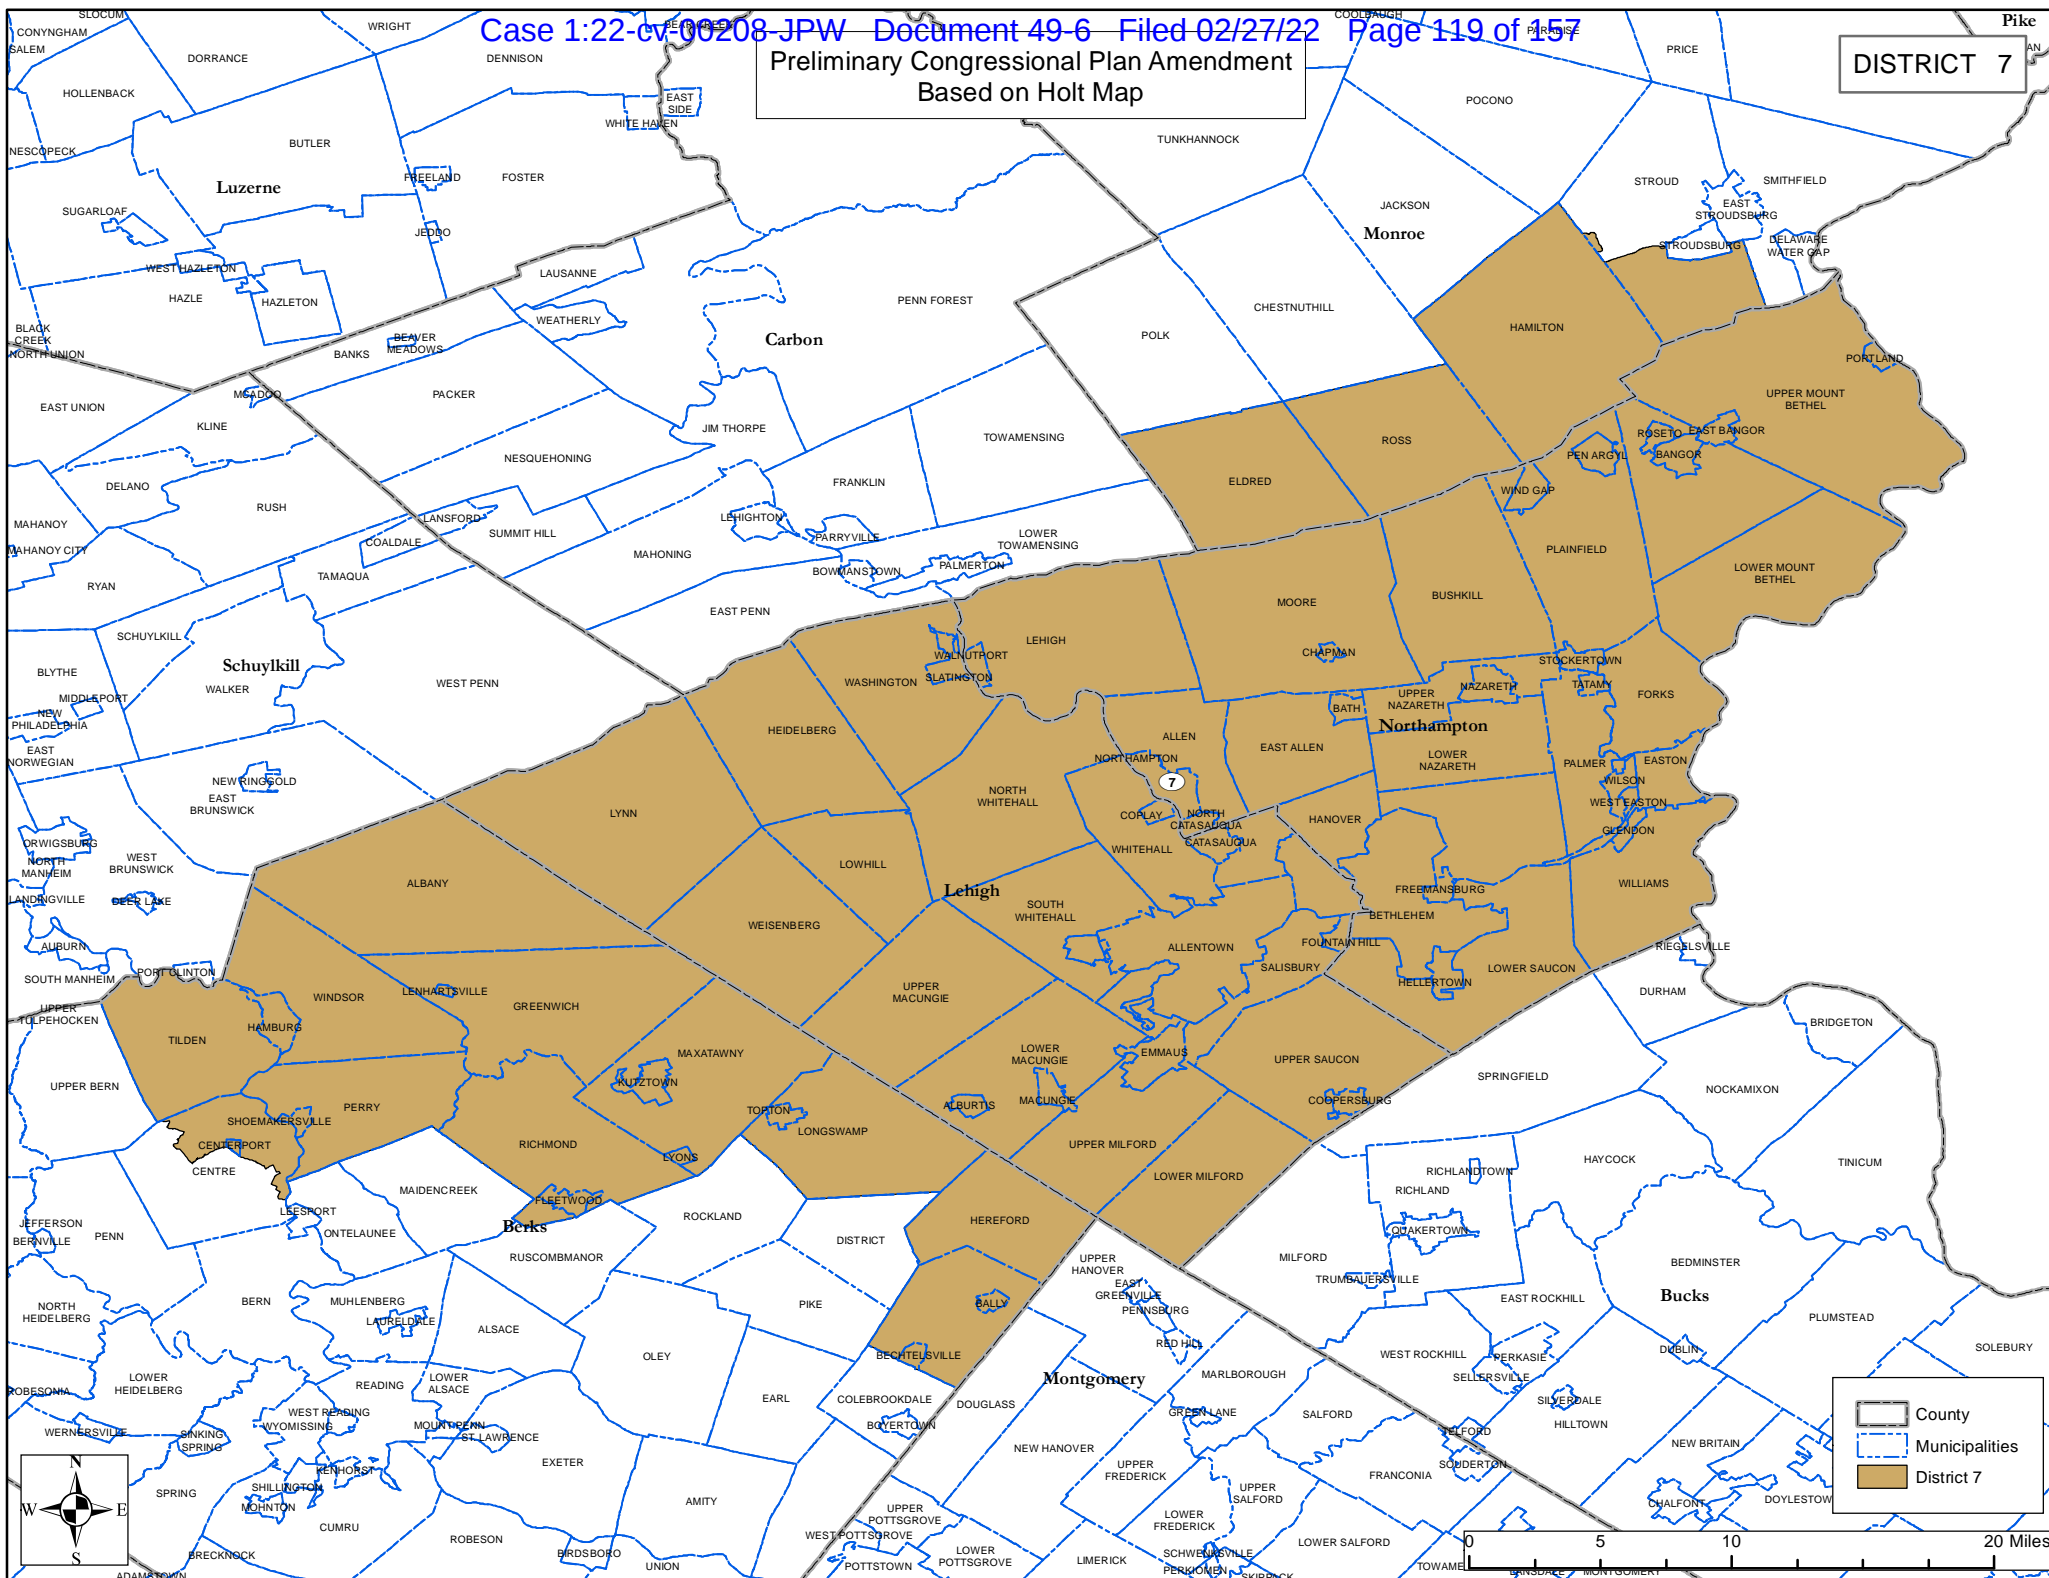 Case 1:22-cv-00208-JPW Document 49-6 Filed 02/27/22 Page 119 of 157
Preliminary Congressional Plan Amendment
Based on Holt Map
DISTRICT 7
Pike
SLOCUM
WRIGHT
BEAR CREEK
COOLBAUGH
PARADISE
PRICE
CONYNGHAM
SALEM
DORRANCE
DENNISON
HOLLENBACK
EAST
SIDE
WHITE HAVEN
POCONO
NESCOPECK
BUTLER
TUNKHANNOCK
FREELAND
FOSTER
Luzerne
STROUD
SMITHFIELD
SUGARLOAF
JACKSON
EAST
STROUDSBURG
JEDDO
Monroe
STROUDSBURG
DELAWARE
WATER GAP
WEST HAZLETON
LAUSANNE
HAZLE
HAZLETON
PENN FOREST
CHESTNUTHILL
WEATHERLY
BLACK
CREEK
NORTH UNION
BEAVER
MEADOWS
BANKS
Carbon
POLK
HAMILTON
PORTLAND
MCADOO
PACKER
UPPER MOUNT
BETHEL
EAST UNION
KLINE
JIM THORPE
TOWAMENSING
ROSS
ROSETO
EAST BANGOR
PEN ARGYL
BANGOR
NESQUEHONING
DELANO
FRANKLIN
ELDRED
WIND GAP
RUSH
MAHANOY
LANSFORD
LEHIGHTON
SUMMIT HILL
PARRYVILLE
LOWER
TOWAMENSING
COALDALE
MAHANOY CITY
MAHONING
PLAINFIELD
BOWMANSTOWN
PALMERTON
LOWER MOUNT
BETHEL
TAMAQUA
RYAN
EAST PENN
MOORE
BUSHKILL
SCHUYLKILL
LEHIGH
CHAPMAN
WALNUTPORT
STOCKERTOWN
Schuylkill
BLYTHE
WALKER
WEST PENN
WASHINGTON
SLATINGTON
NAZARETH
TATAMY
FORKS
MIDDLEPORT
NEW
PHILADELPHIA
UPPER
NAZARETH
BATH
Northampton
HEIDELBERG
ALLEN
EAST ALLEN
EAST
NORWEGIAN
NORTHAMPTON
LOWER
NAZARETH
PALMER
EASTON
NEW RINGGOLD
WILSON
7
EAST
BRUNSWICK
NORTH
WHITEHALL
WEST EASTON
LYNN
COPLAY
NORTH
CATASAUQUA
HANOVER
GLENDON
ORWIGSBURG
CATASAUQUA
WHITEHALL
NORTH
MANHEIM
WEST
BRUNSWICK
LOWHILL
ALBANY
Lehigh
FREEMANSBURG
WILLIAMS
LANDINGVILLE
DEER LAKE
SOUTH
WHITEHALL
BETHLEHEM
WEISENBERG
AUBURN
ALLENTOWN
FOUNTAIN HILL
RIEGELSVILLE
SALISBURY
LOWER SAUCON
SOUTH MANHEIM
PORT CLINTON
HELLERTOWN
UPPER
MACUNGIE
LENHARTSVILLE
DURHAM
WINDSOR
GREENWICH
UPPER
TULPEHOCKEN
HAMBURG
BRIDGETON
TILDEN
MAXATAWNY
LOWER
MACUNGIE
EMMAUS
UPPER SAUCON
KUTZTOWN
SPRINGFIELD
UPPER BERN
NOCKAMIXON
PERRY
TOPTON
ALBURTIS
MACUNGIE
COOPERSBURG
SHOEMAKERSVILLE
LONGSWAMP
CENTERPORT
RICHMOND
UPPER MILFORD
LYONS
HAYCOCK
TINICUM
CENTRE
RICHLANDTOWN
LOWER MILFORD
MAIDENCREEK
FLEETWOOD
RICHLAND
LEESPORT
ROCKLAND
HEREFORD
JEFFERSON
Berks
QUAKERTOWN
PENN
ONTELAUNEE
BERNVILLE
DISTRICT
RUSCOMBMANOR
MILFORD
UPPER
HANOVER
BEDMINSTER
TRUMBAUERSVILLE
EAST
GREENVILLE
NORTH
HEIDELBERG
BERN
MUHLENBERG
PIKE
BALLY
PENNSBURG
EAST ROCKHILL
Bucks
LAURELDALE
ALSACE
PLUMSTEAD
RED HILL
OLEY
BECHTELSVILLE
WEST ROCKHILL
PERKASIE
DUBLIN
SOLEBURY
LOWER
HEIDELBERG
LOWER
ALSACE
Montgomery
MARLBOROUGH
SELLERSVILLE
ROBESONIA
READING
EARL
COLEBROOKDALE
SILVERDALE
DOUGLASS
WEST READING
GREEN LANE
SALFORD
HILLTOWN
WERNERSVILLE
WYOMISSING
MOUNT PENN
BOYERTOWN
SINKING
SPRING
ST. LAWRENCE
TELFORD
NEW BRITAIN
NEW HANOVER
EXETER
KENHORST
UPPER
FREDERICK
FRANCONIA
SOUDERTON
SPRING
SHILLINGTON
UPPER
SALFORD
MOHNTON
AMITY
CHALFONT
DOYLESTOW
UPPER
POTTSGROVE
LOWER
FREDERICK
CUMRU
ROBESON
WEST POTTSGROVE
LOWER SALFORD
BRECKNOCK
BIRDSBORO
LOWER
POTTSGROVE
LIMERICK
SCHWENKSVILLE
UNION
POTTSTOWN
PERKIOMEN
TOWAME
ADAMSTOWN
SKIPPACK
LANSDALE
MONTGOMERY
N
W
E
S
County
Municipalities
District 7
0 5 10 20 Miles